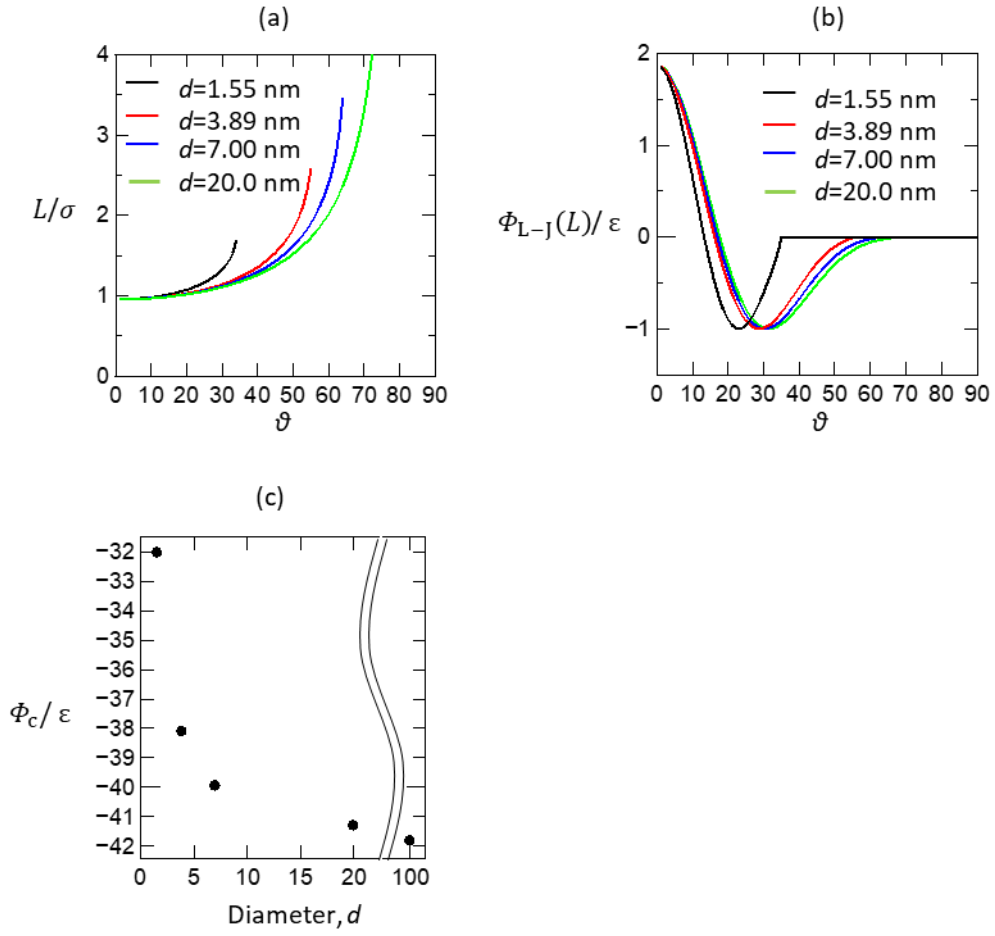 (a)
L/σ
4
3
2
1
0
d=1.55 nm
d=3.89 nm
d=7.00 nm
d=20.0 nm
0 10 20 30 40 50 60 70 80 90
ϑ
(b)
ΦL−J(L)/ ε
2
1
0
−1
d=1.55 nm
d=3.89 nm
d=7.00 nm
d=20.0 nm
0 10 20 30 40 50 60 70 80 90
ϑ
(c)
Φc/ ε
−32
−33
−34
−35
−36
−37
−38
−39
−40
−41
−42
0 5 10 15 20 100
Diameter, d